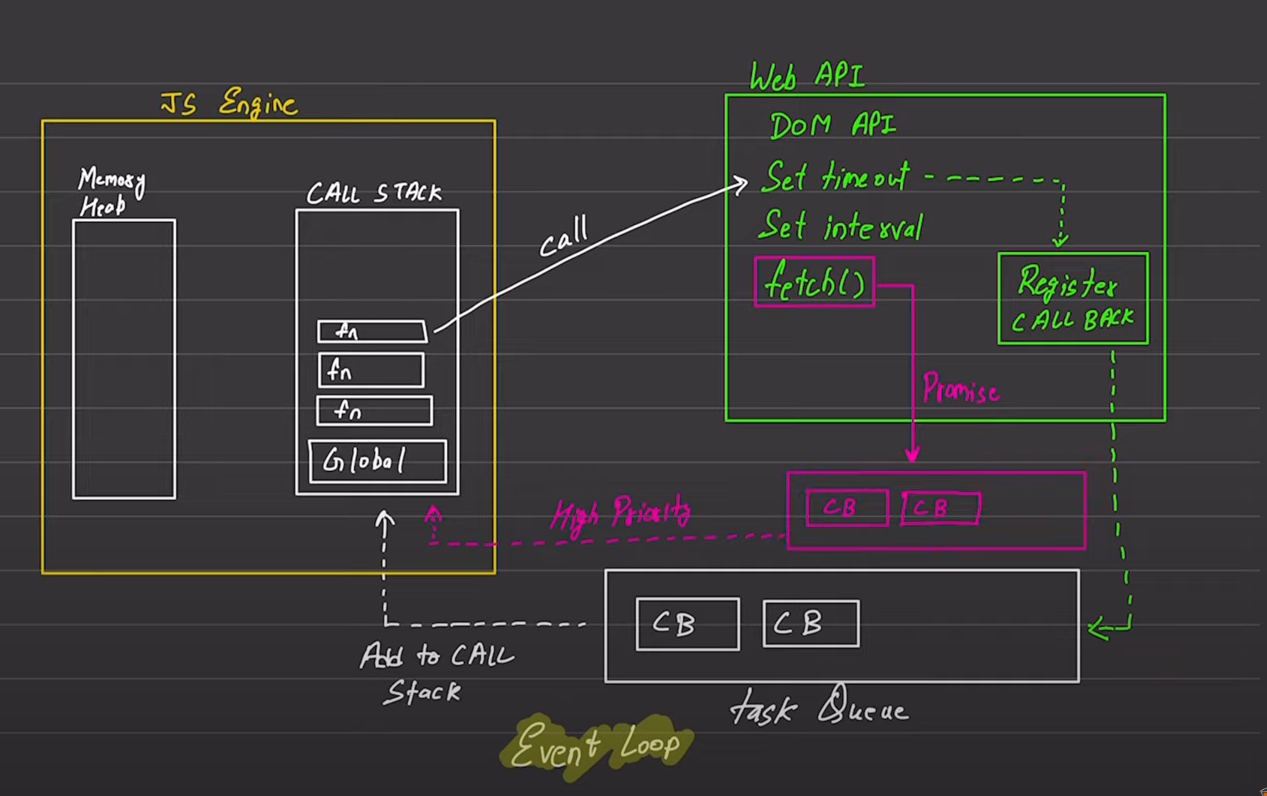 JS Engine
Memory
Heap
CALL STACK
fn
fn
fn
Global
call
Web API
DOM API
Set timeout
Set interval
fetch()
Register
CALL BACK
Promise
High Priority
CB CB
CB CB
Add to CALL
Stack
task Queue
Event Loop